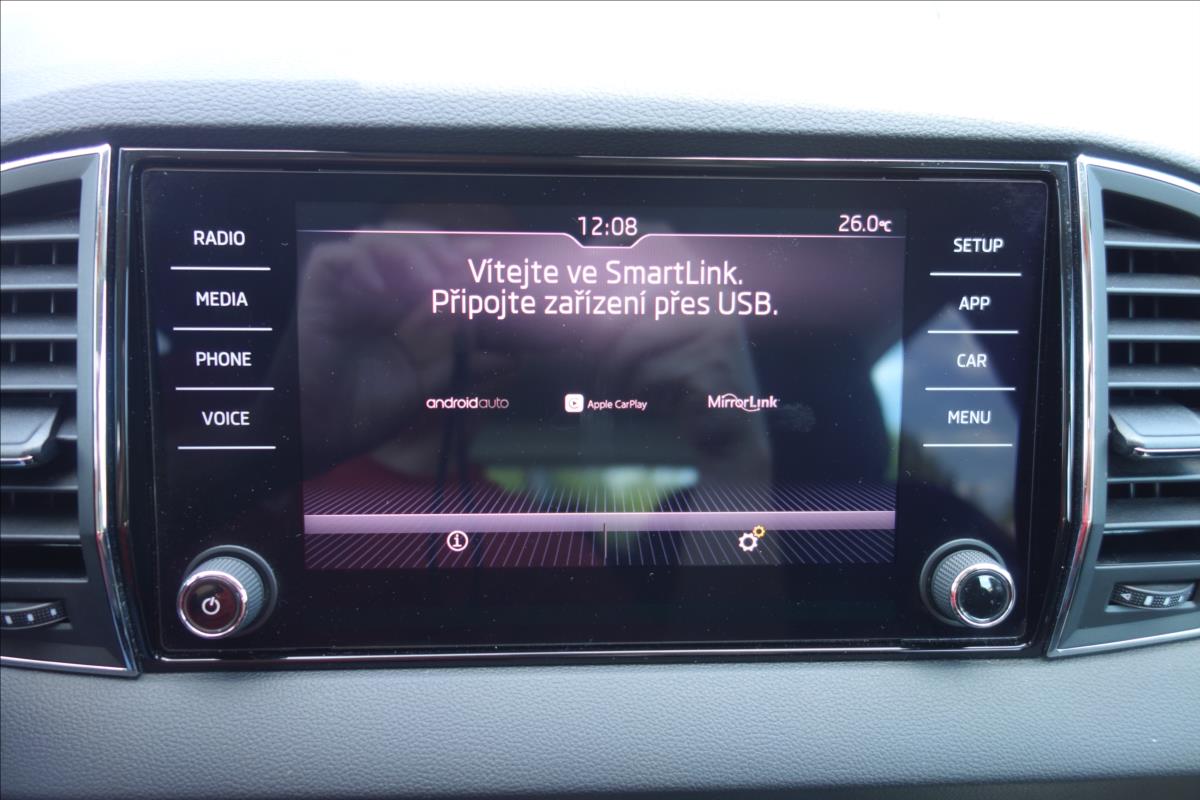 12:08
26.0°C
Vítejte ve SmartLink.
Připojte zařízení přes USB.
androidauto
Apple CarPlay
MirrorLink
RADIO
MEDIA
PHONE
VOICE
SETUP
APP
CAR
MENU